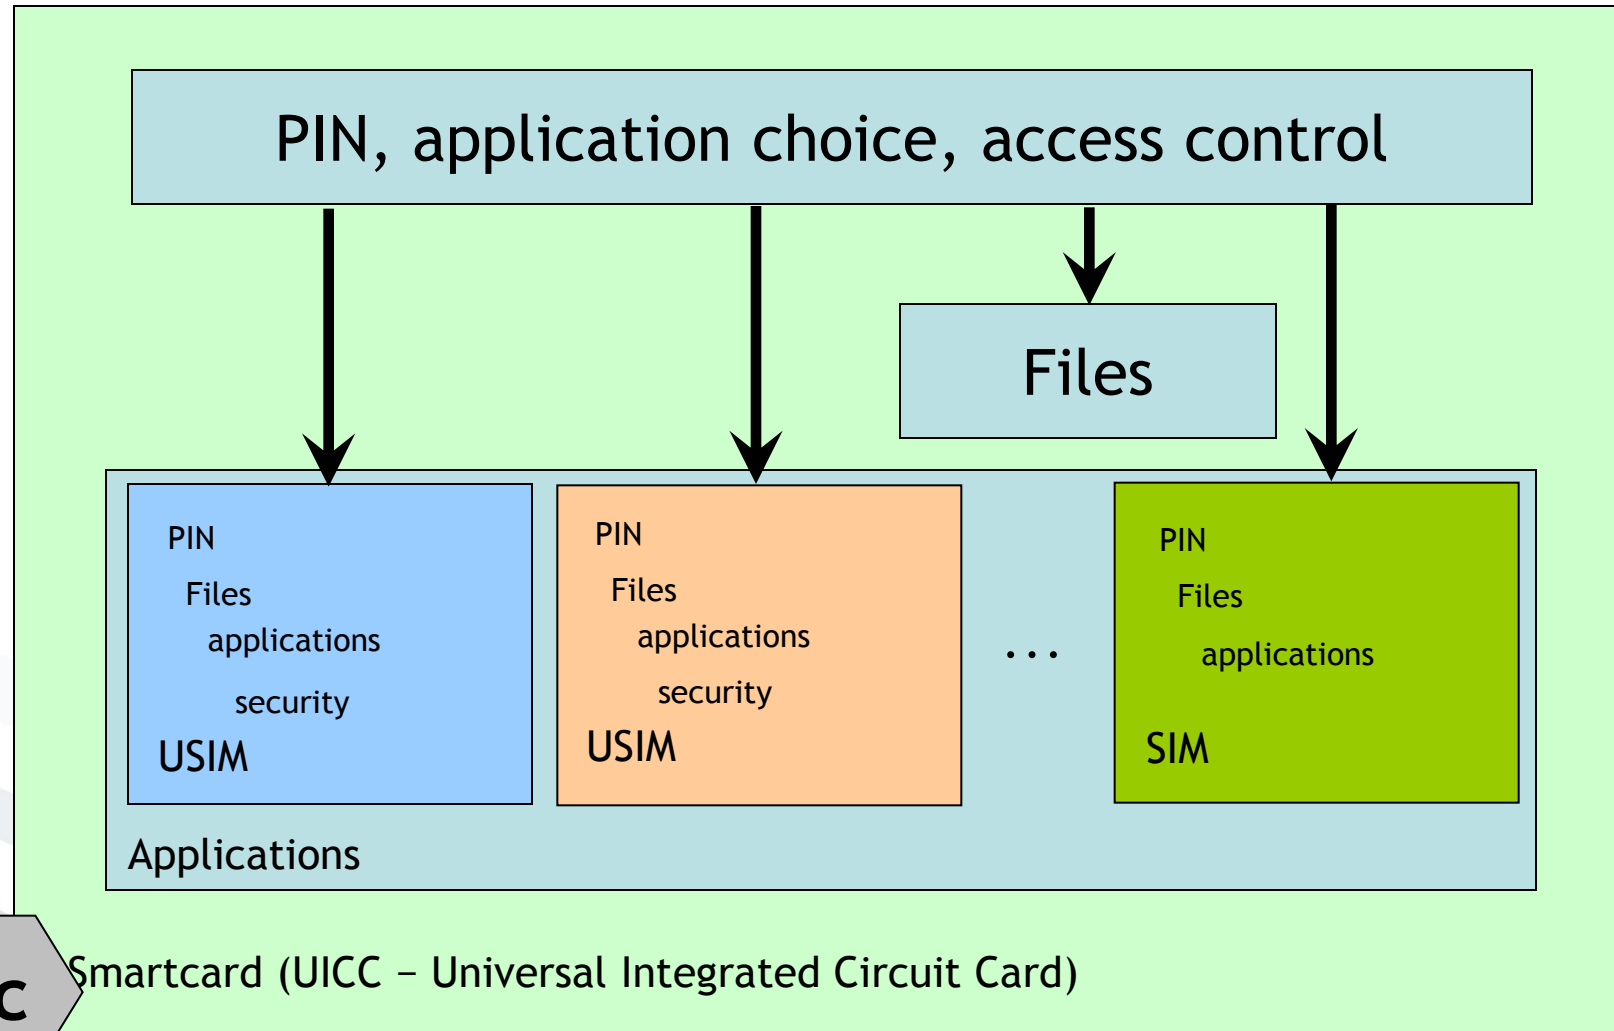 PIN, application choice, access control
Files
PIN
Files
applications
security
USIM
PIN
Files
applications
security
USIM
...
PIN
Files
applications
SIM
Applications
Smartcard (UICC – Universal Integrated Circuit Card)
c